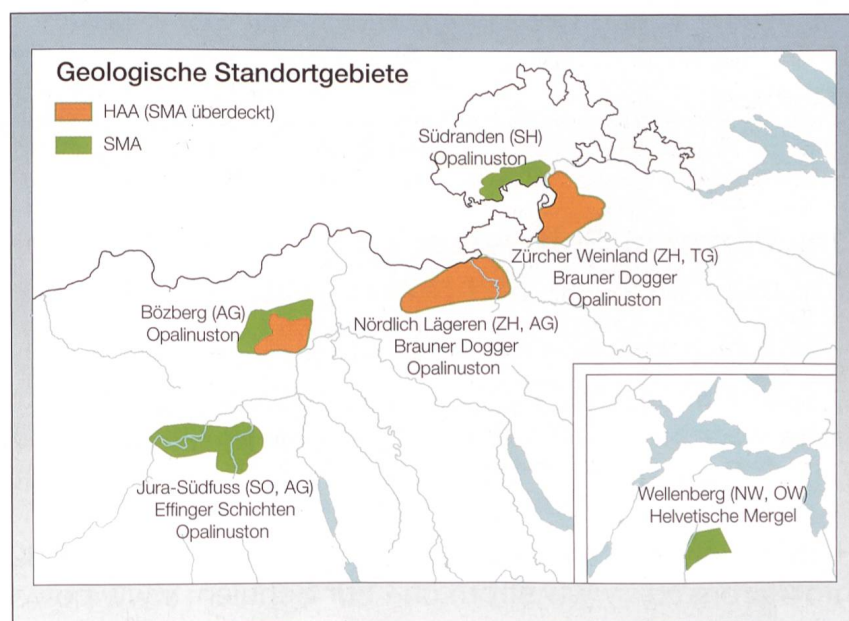 Geologische Standortgebiete
HAA (SMA überdeckt)
SMA
Südranden (SH)
Opalinuston
Zürcher Weinland (ZH, TG)
Brauner Dogger
Opalinuston
Bözberg (AG)
Opalinuston
Nördlich Lägeren (ZH, AG)
Brauner Dogger
Opalinuston
Jura-Südfuss (SO, AG)
Effinger Schichten
Opalinuston
Wellenberg (NW, OW)
Helvetische Mergel